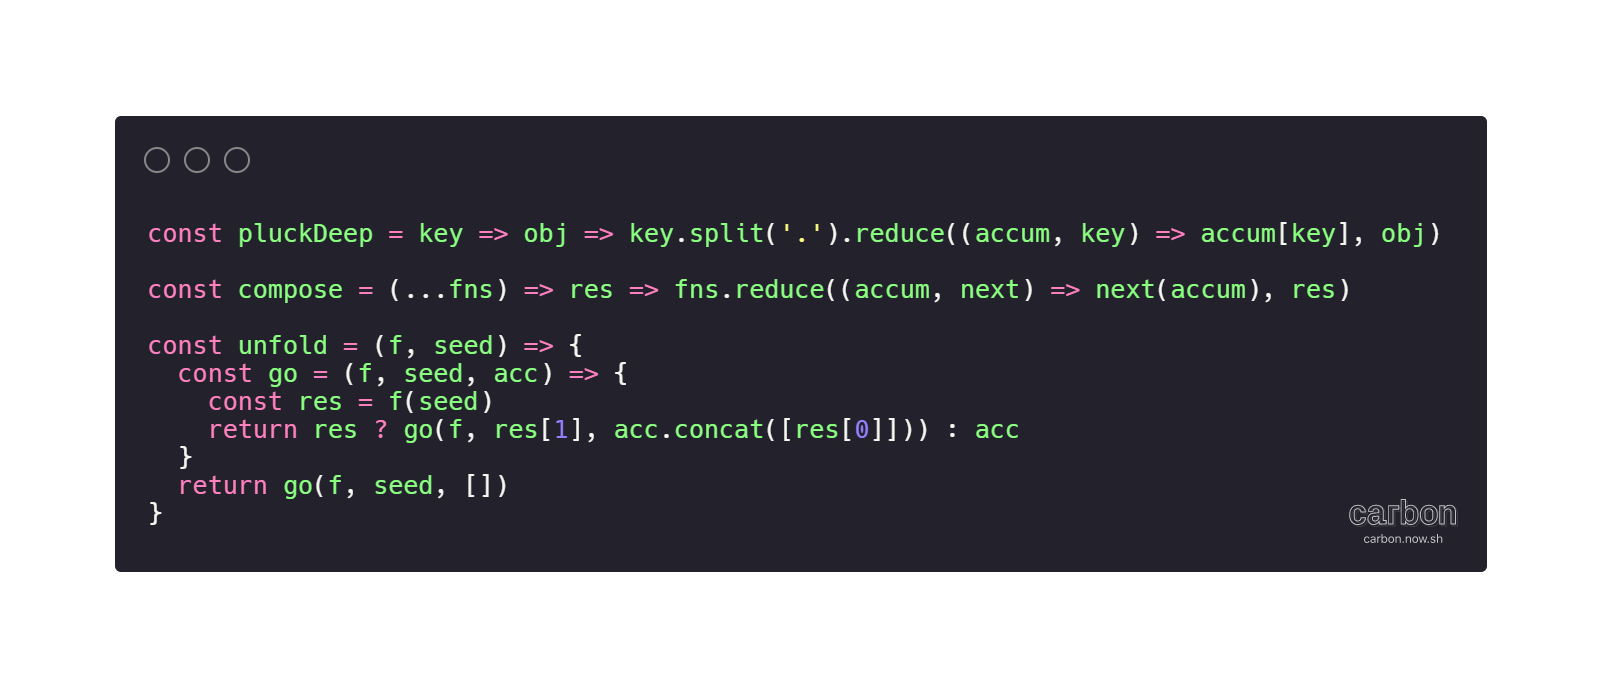 const pluckDeep = key => obj => key.split('.').reduce((accum, key) => accum[key], obj)

const compose = (...fns) => res => fns.reduce((accum, next) => next(accum), res)

const unfold = (f, seed) => {
  const go = (f, seed, acc) => {
    const res = f(seed)
    return res ? go(f, res[1], acc.concat([res[0]])) : acc
  }
  return go(f, seed, [])
}
carbon
carbon.now.sh